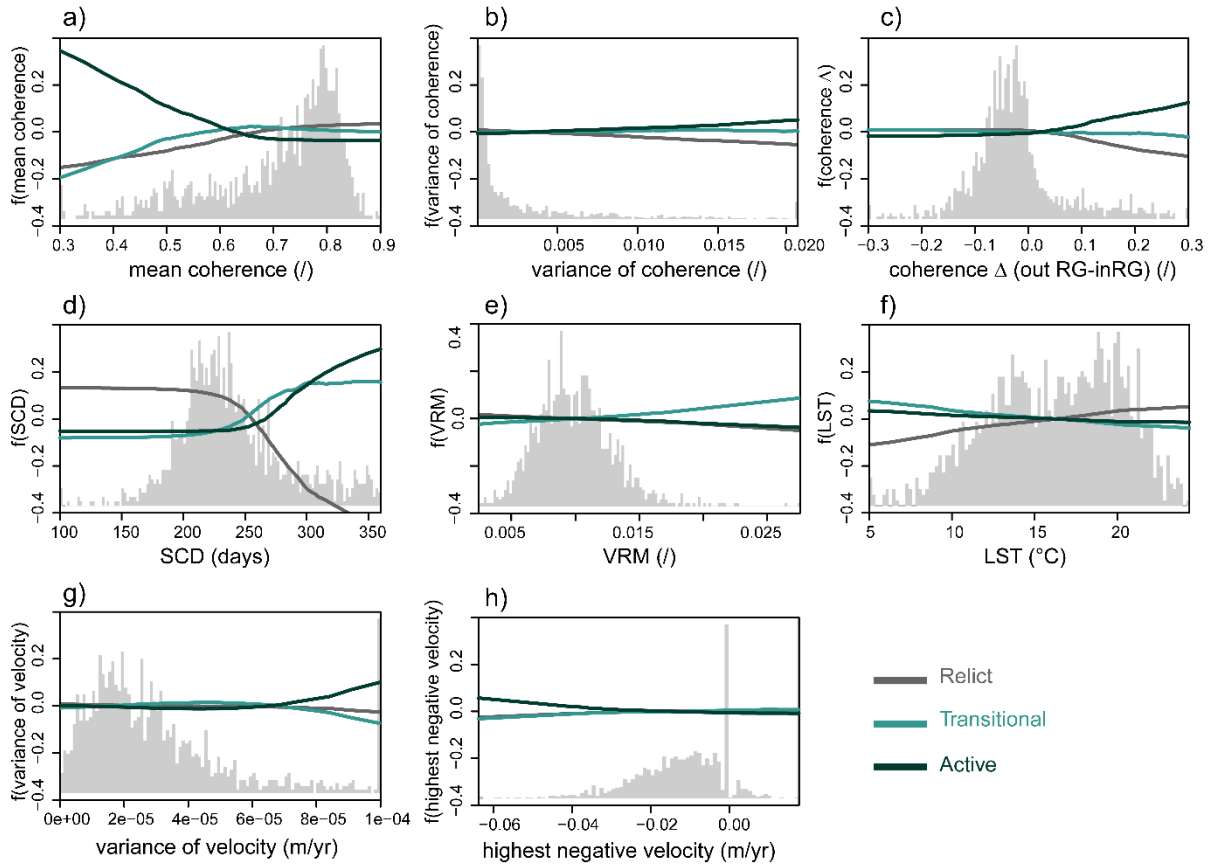 a)
f(mean coherence)
0.2
0.0
−0.2
−0.4
0.3 0.4 0.5 0.6 0.7 0.8 0.9
mean coherence (/)
b)
f(variance of coherence)
0.2
0.0
−0.2
−0.4
0.005 0.010 0.015 0.020
variance of coherence (/)
c)
f(coherence Δ)
0.2
0.0
−0.2
−0.4
−0.3 −0.2 −0.1 0.0 0.1 0.2 0.3
coherence Δ (out RG-inRG) (/)
d)
f(SCD)
0.2
0.0
−0.2
−0.4
100 150 200 250 300 350
SCD (days)
e)
f(VRM)
0.4
0.2
0.0
−0.4
0.005 0.015 0.025
VRM (/)
f)
f(LST)
0.2
0.0
−0.2
−0.4
5 10 15 20
LST (°C)
g)
f(variance of velocity)
0.2
0.0
−0.2
−0.4
0e+00 2e−05 4e−05 6e−05 8e−05 1e−04
variance of velocity (m/yr)
h)
f(highest negative velocity)
0.2
0.0
−0.2
−0.4
−0.06 −0.04 −0.02 0.00
highest negative velocity (m/yr)
Relict
Transitional
Active